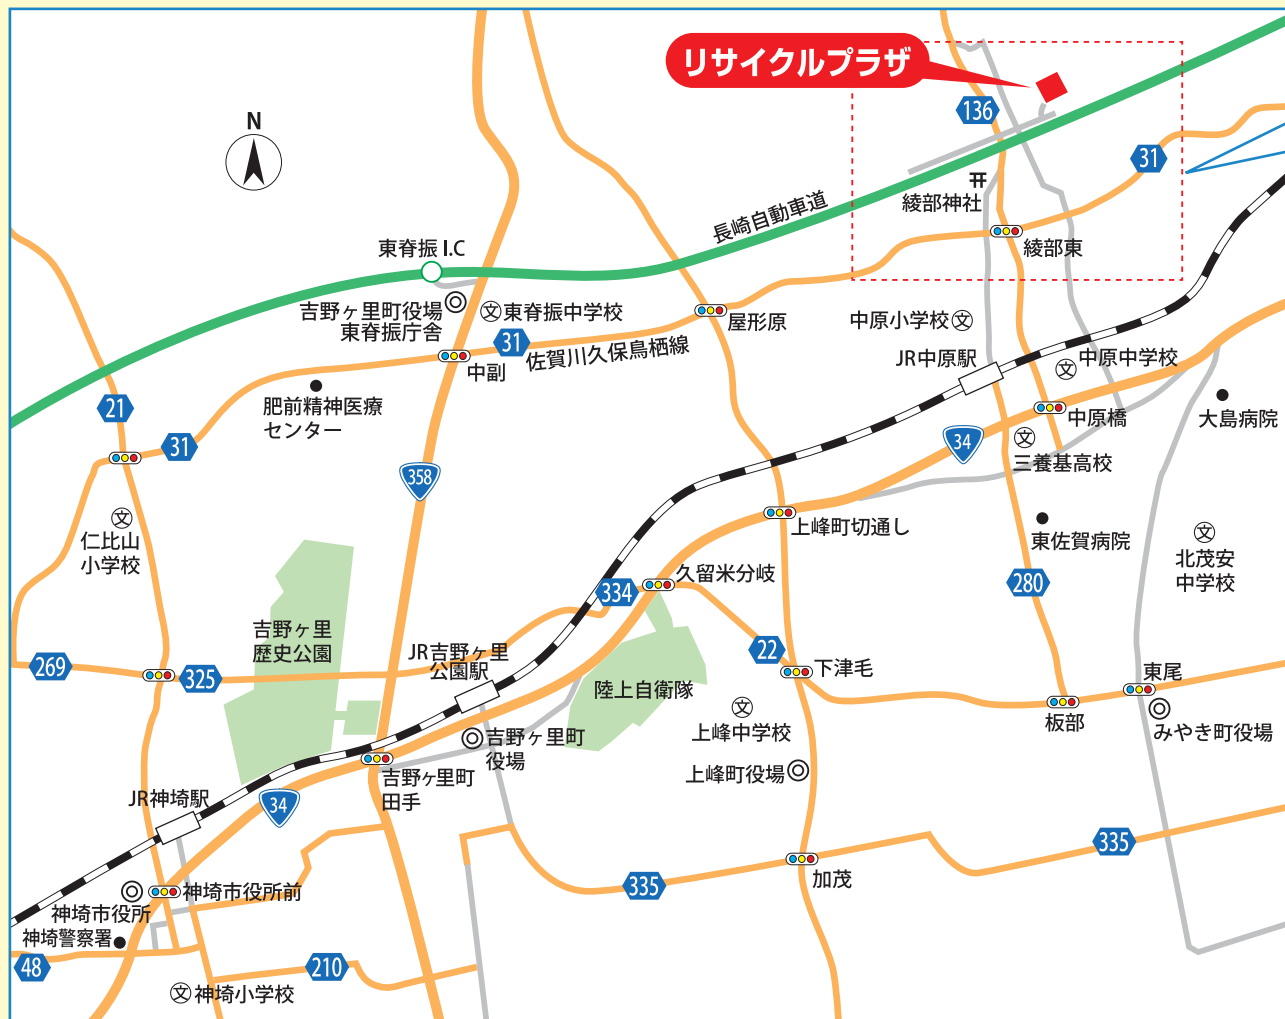 リサイクルプラザ
N
136
31
綾部神社
長崎自動車道
綾部東
東脊振 I.C
吉野ヶ里町役場
東脊振庁舎
東脊振中学校
文
31
佐賀川久保鳥栖線
屋形原
中副
中原小学校
文
JR中原駅
文
中原中学校
21
肥前精神医療
センター
31
358
34
中原橋
大島病院
文
三養基高校
文
仁比山
小学校
上峰町切通し
東佐賀病院
文
北茂安
中学校
久留米分岐
334
280
吉野ヶ里
歴史公園
JR吉野ヶ里
公園駅
22
下津毛
269
325
陸上自衛隊
東尾
文
上峰中学校
板部
みやき町役場
吉野ヶ里町
役場
上峰町役場
吉野ヶ里町
田手
JR神埼駅
34
335
335
加茂
神埼市役所前
神埼市役所
神埼警察署
48
210
文
神埼小学校